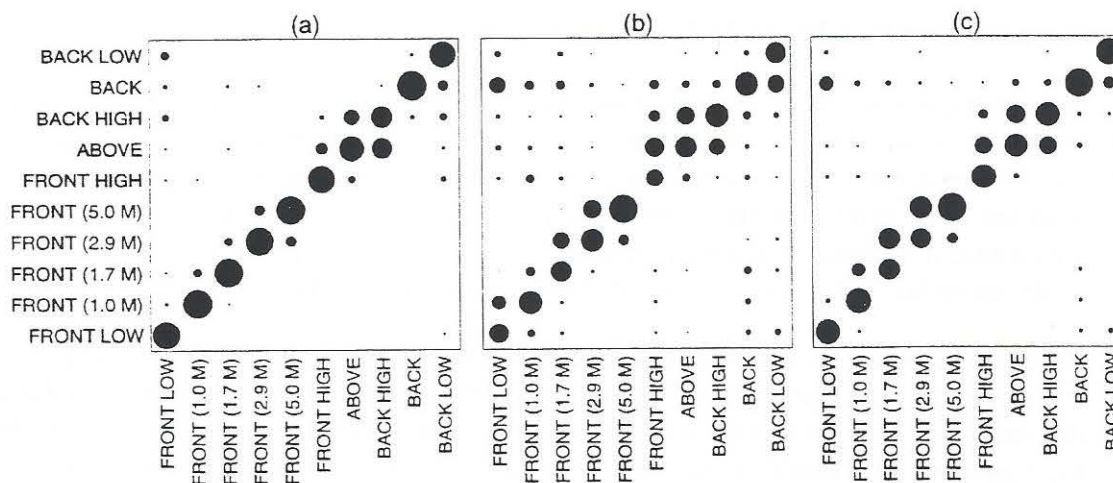 (a)
(b)
(c)
BACK LOW
BACK
BACK HIGH
ABOVE
FRONT HIGH
FRONT (5.0 M)
FRONT (2.9 M)
FRONT (1.7 M)
FRONT (1.0 M)
FRONT LOW
FRONT LOW
FRONT (1.0 M)
FRONT (1.7 M)
FRONT (2.9 M)
FRONT (5.0 M)
FRONT HIGH
ABOVE
BACK HIGH
BACK
BACK LOW
FRONT LOW
FRONT (1.0 M)
FRONT (1.7 M)
FRONT (2.9 M)
FRONT (5.0 M)
FRONT HIGH
ABOVE
BACK HIGH
BACK
BACK LOW
FRONT LOW
FRONT (1.0 M)
FRONT (1.7 M)
FRONT (2.9 M)
FRONT (5.0 M)
FRONT HIGH
ABOVE
BACK HIGH
BACK
BACK LOW